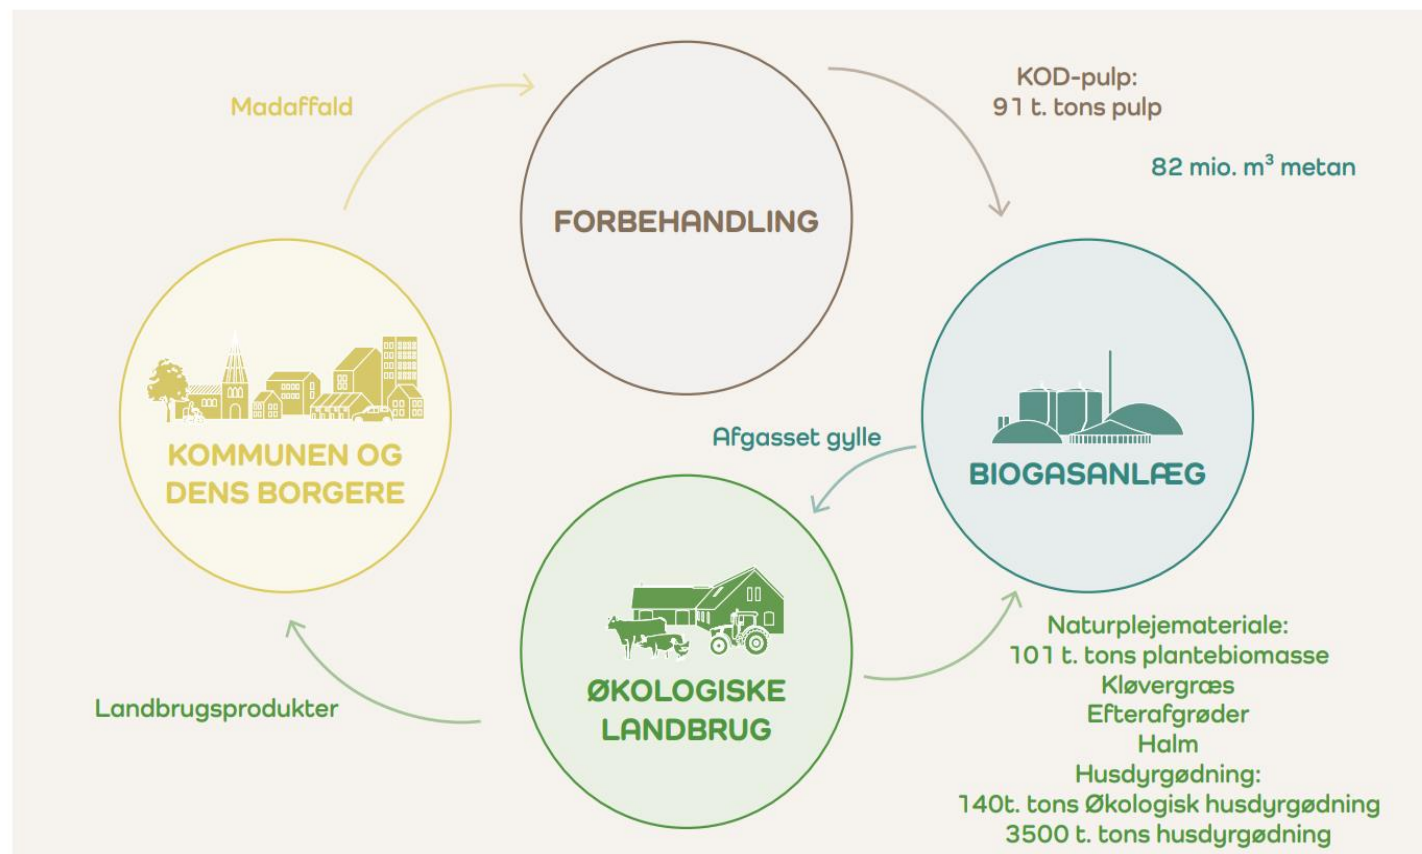 Madaffald
FORBEHANDLING
KOD-pulp:
91 t. tons pulp
82 mio. m³ metan
KOMMUNEN OG
DENS BORGERE
Afgasset gylle
BIOGASANLÆG
ØKOLOGISKE
LANDBRUG
Landbrugsprodukter
Naturplejemateriale:
101 t. tons plantebiomasse
Kløvergræs
Efterafgrøder
Halm
Husdyrgødning:
140t. tons Økologisk husdyrgødning
3500 t. tons husdyrgødning